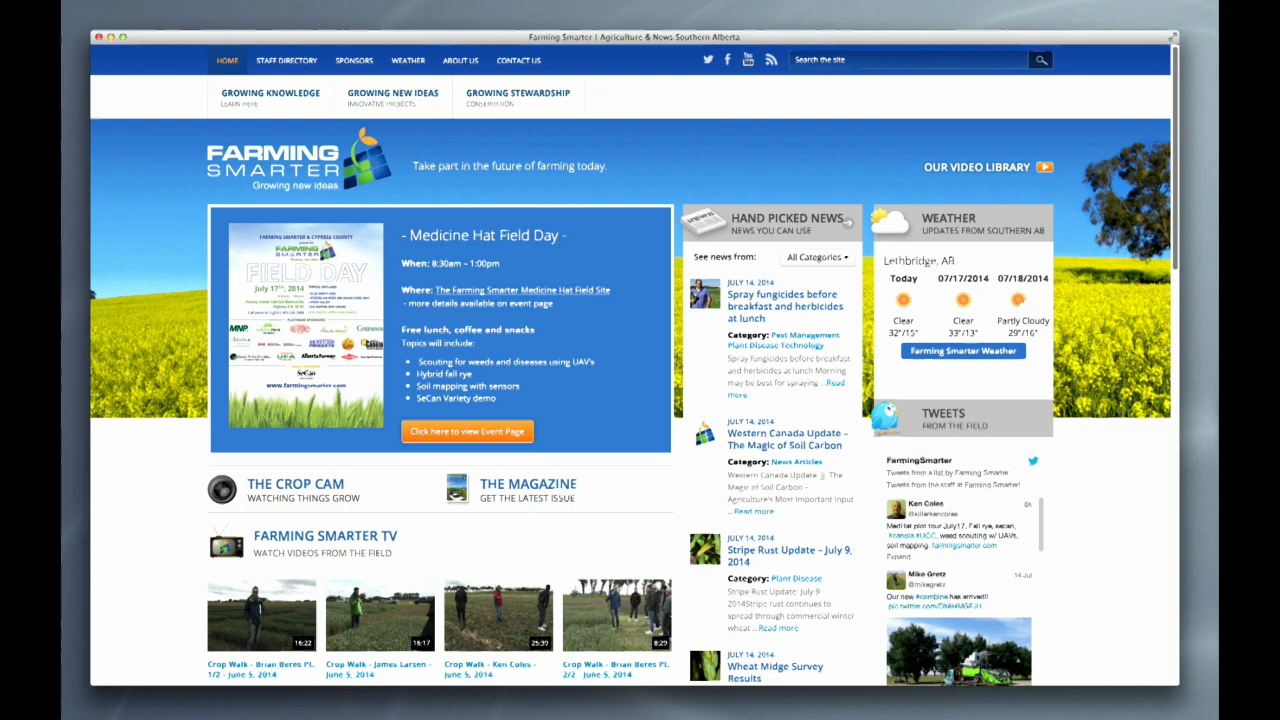 Farming Smarter | Agriculture & News Southern Alberta
HOME STAFF DIRECTORY SPONSORS WEATHER ABOUT US CONTACT US
Search the site
GROWING KNOWLEDGE
LEARN HERE
GROWING NEW IDEAS
INNOVATIVE PROJECTS
GROWING STEWARDSHIP
CONSERVATION
FARMING
SMARTER
Growing new ideas
Take part in the future of farming today.
OUR VIDEO LIBRARY
FARMING SMARTER & CYPRESS COUNTY
FARMING
SMARTER
FIELD DAY
July 17th, 2014
MNP
UFA
SeCan
www.farmingsmarter.com
- Medicine Hat Field Day -
When: 8:30am - 1:00pm
Where: The Farming Smarter Medicine Hat Field Site
- more details available on event page
Free lunch, coffee and snacks
Topics will include:
• Scouting for weeds and diseases using UAV's
• Hybrid fall rye
• Soil mapping with sensors
• SeCan Variety demo
Click here to view Event Page
THE CROP CAM
WATCHING THINGS GROW
THE MAGAZINE
GET THE LATEST ISSUE
FARMING SMARTER TV
WATCH VIDEOS FROM THE FIELD
16:22
Crop Walk - Brian Beres Pt.
1/2 - June 5, 2014
16:17
Crop Walk - James Larsen -
June 5, 2014
25:39
Crop Walk - Ken Coles -
June 5, 2014
8:29
Crop Walk - Brian Beres Pt.
2/2 June 5, 2014
HAND PICKED NEWS
NEWS YOU CAN USE
See news from: All Categories
JULY 14, 2014
Spray fungicides before
breakfast and herbicides
at lunch
Category: Pest Management
Plant Disease Technology
Spray fungicides before breakfast
and herbicides at lunch Morning
may be best for spraying ...Read
more
JULY 14, 2014
Western Canada Update –
The Magic of Soil Carbon
Category: News Articles
Western Canada Update || The
Magic of Soil Carbon –
Agriculture's Most Important Input
... Read more
JULY 14, 2014
Stripe Rust Update – July 9,
2014
Category: Plant Disease
Stripe Rust Update: July 9
2014Stripe rust continues to
spread through commercial winter
wheat ...Read more
JULY 14, 2014
Wheat Midge Survey
Results
WEATHER
UPDATES FROM SOUTHERN AB
Lethbridge, AB
Today 07/17/2014 07/18/2014
Clear Clear Partly Cloudy
32°/15° 33°/13° 29°/16°
Farming Smarter Weather
TWEETS
FROM THE FIELD
FarmingSmarter
Tweets from a list by Farming Smarter
Tweets from the staff at Farming Smarter!
Ken Coles 6h
@killerkencoles
Med Hat plot tour July17, Fall rye, secan,
#canola #UCC, weed scouting w/ UAVs,
soil mapping. farmingsmarter.com
Expand
Mike Gretz 14 Jul
@mikegretz
Our new #combine has arrived!!